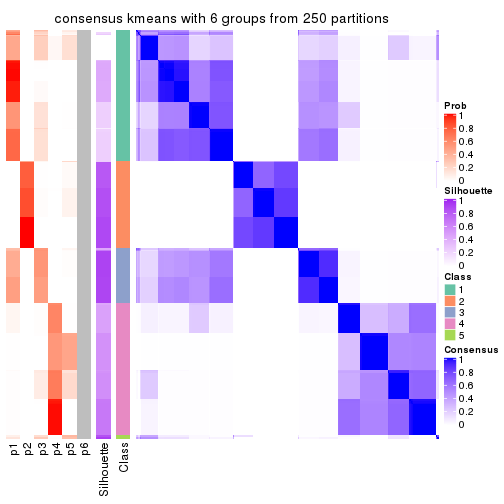 consensus kmeans with 6 groups from 250 partitions
Prob
1
0.8
0.6
0.4
0.2
0
Silhouette
1
0.8
0.6
0.4
0.2
0
Class
1
2
3
4
5
Consensus
1
0.8
0.6
0.4
0.2
0
p1
p2
p3
p4
p5
p6
Silhouette
Class